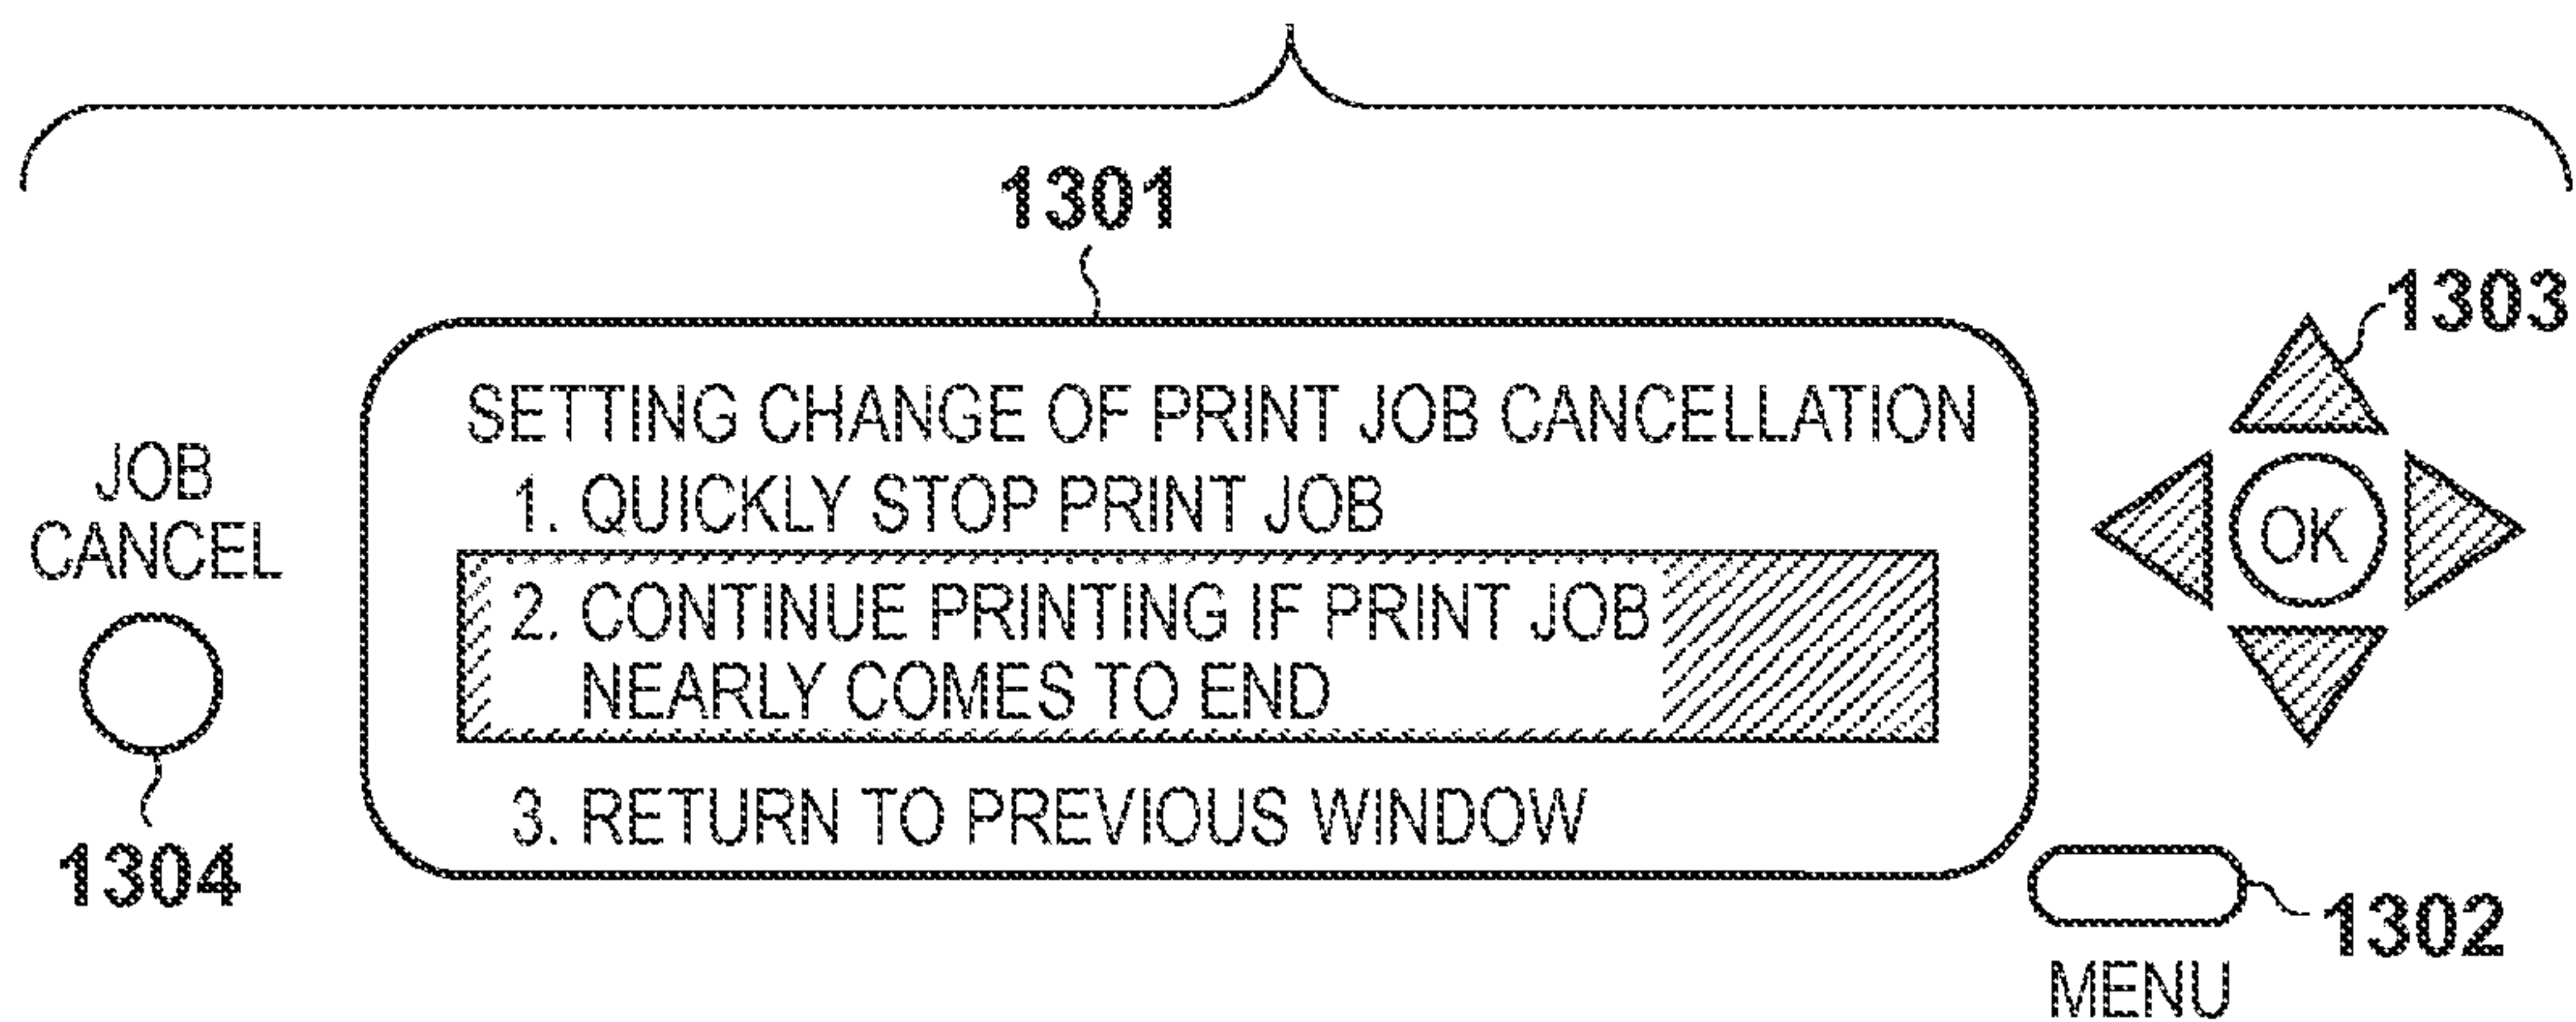 1301
1303
SETTING CHANGE OF PRINT JOB CANCELLATION
1. QUICKLY STOP PRINT JOB
2. CONTINUE PRINTING IF PRINT JOB
NEARLY COMES TO END
3. RETURN TO PREVIOUS WINDOW
JOB
CANCEL
1304
OK
1302
MENU